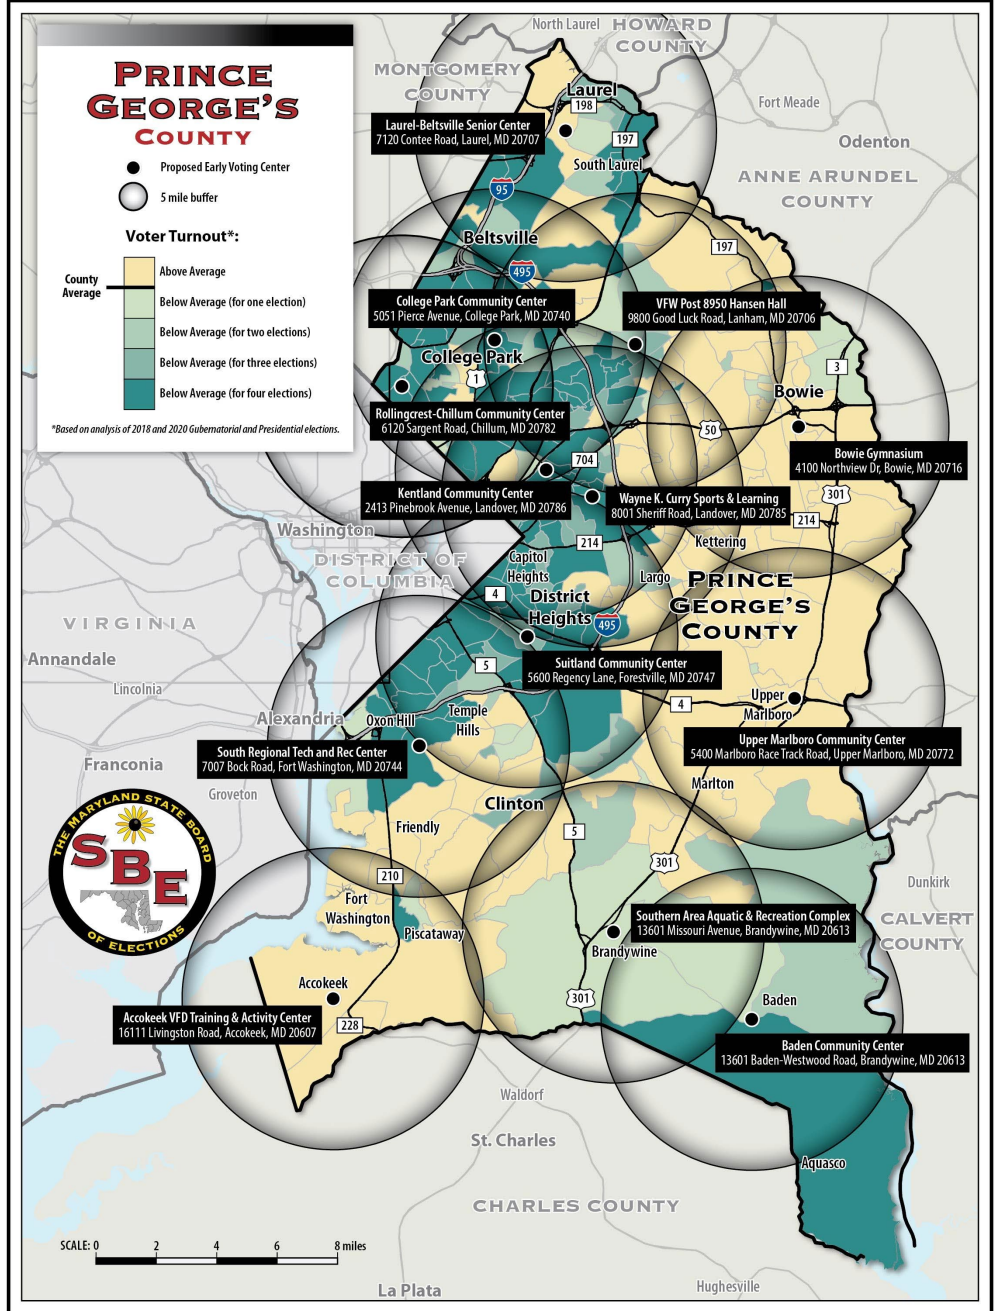 North Laurel
HOWARD
COUNTY
PRINCE
GEORGE'S
COUNTY
Proposed Early Voting Center
5 mile buffer
Voter Turnout*:
County
Average
Above Average
Below Average (for one election)
Below Average (for two elections)
Below Average (for three elections)
Below Average (for four elections)
*Based on analysis of 2018 and 2020 Gubernatorial and Presidential elections.
MONTGOMERY
COUNTY
Laurel
198
Fort Meade
Laurel-Beltsville Senior Center
7120 Contee Road, Laurel, MD 20707
197
Odenton
South Laurel
ANNE ARUNDEL
COUNTY
95
Beltsville
197
495
College Park Community Center
5051 Pierce Avenue, College Park, MD 20740
VFW Post 8950 Hansen Hall
9800 Good Luck Road, Lanham, MD 20706
College Park
1
3
Bowie
Rollingcrest-Chillum Community Center
6120 Sargent Road, Chillum, MD 20782
50
Bowie Gymnasium
4100 Northview Dr, Bowie, MD 20716
704
Kentland Community Center
2413 Pinebrook Avenue, Landover, MD 20786
Wayne K. Curry Sports & Learning
8001 Sheriff Road, Landover, MD 20785
301
214
Washington
DISTRICT OF
COLUMBIA
214
Kettering
Capitol
Heights
Largo
PRINCE
GEORGE'S
COUNTY
4
District
Heights
495
VIRGINIA
Annandale
Lincolnia
5
Suitland Community Center
5600 Regency Lane, Forestville, MD 20747
4
Upper
Marlboro
Alexandria
Oxon Hill
Temple
Hills
Upper Marlboro Community Center
5400 Marlboro Race Track Road, Upper Marlboro, MD 20772
South Regional Tech and Rec Center
7007 Bock Road, Fort Washington, MD 20744
Franconia
Groveton
Marlton
Clinton
Friendly
5
301
THE MARYLAND STATE BOARD
SBE
OF ELECTIONS
210
Fort
Washington
Piscataway
Dunkirk
CALVERT
COUNTY
Southern Area Aquatic & Recreation Complex
13601 Missouri Avenue, Brandywine, MD 20613
Brandywine
Accokeek
301
Baden
Accokeek VFD Training & Activity Center
16111 Livingston Road, Accokeek, MD 20607
228
Baden Community Center
13601 Baden-Westwood Road, Brandywine, MD 20613
Waldorf
St. Charles
Aquasco
CHARLES COUNTY
SCALE: 0 2 4 6 8 miles
La Plata
Hughesville